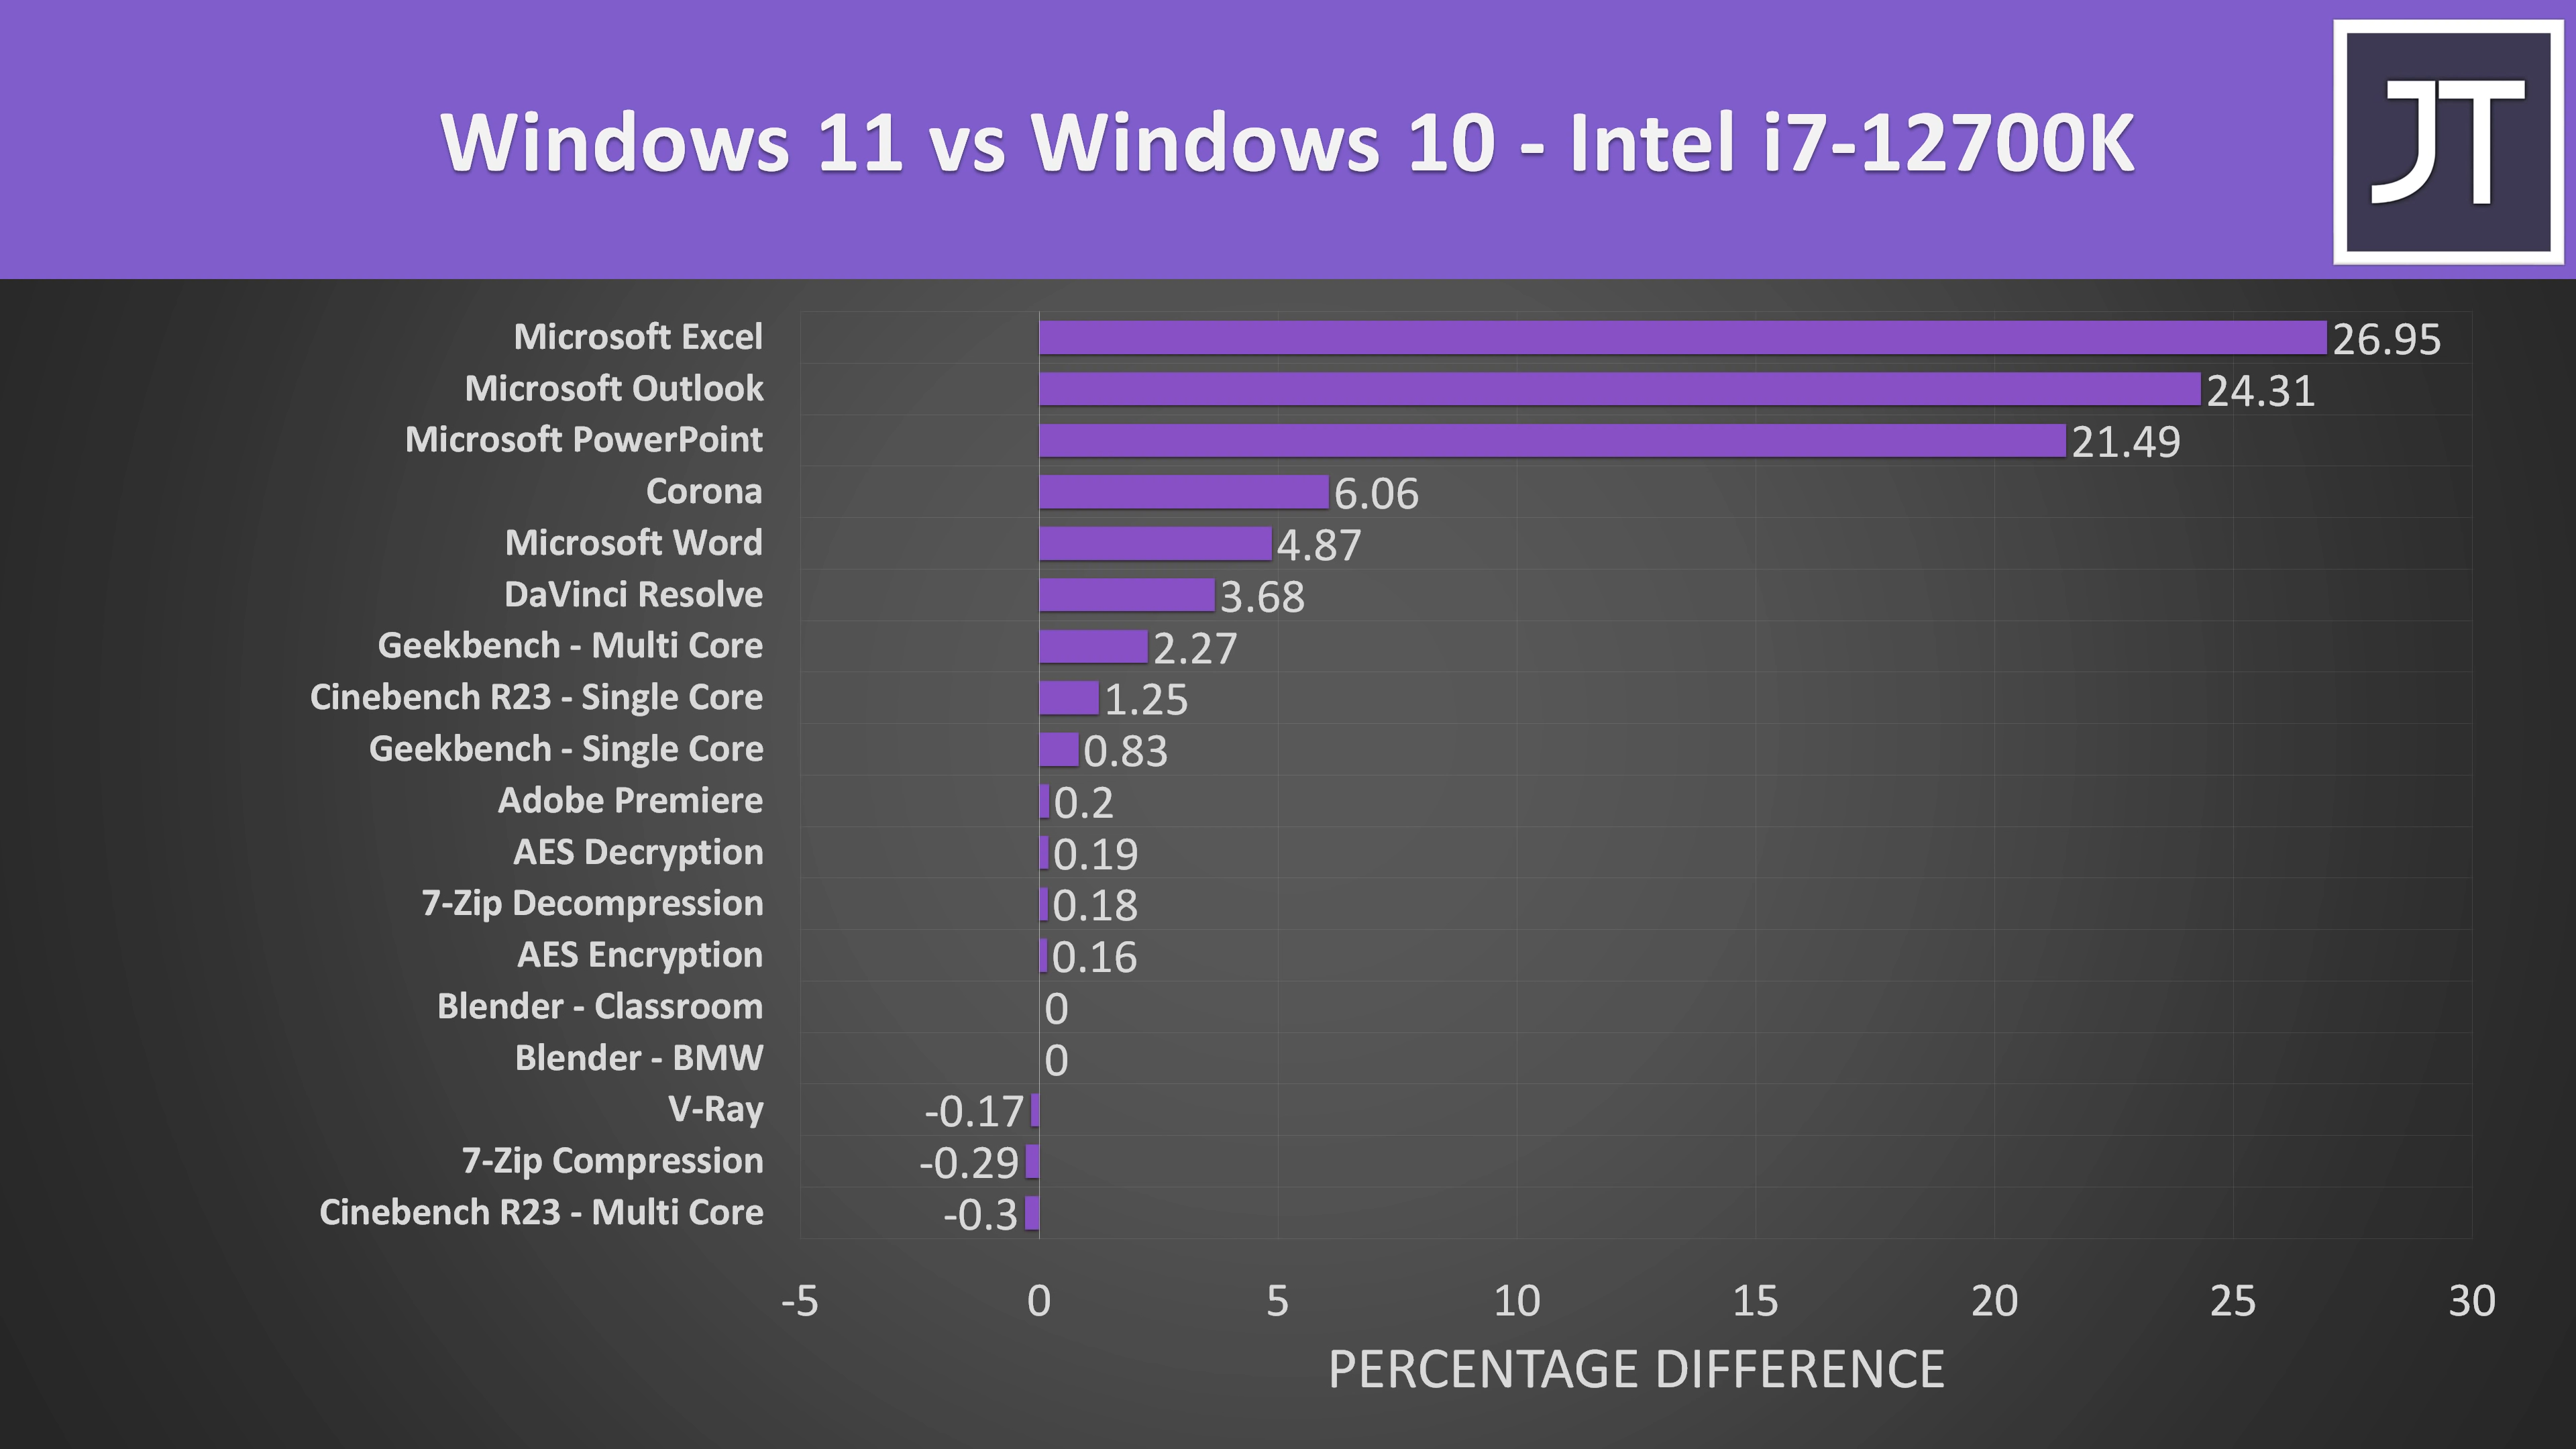 Windows 11 vs Windows 10 - Intel i7-12700K
JT
Microsoft Excel 26.95
Microsoft Outlook 24.31
Microsoft PowerPoint 21.49
Corona 6.06
Microsoft Word 4.87
DaVinci Resolve 3.68
Geekbench - Multi Core 2.27
Cinebench R23 - Single Core 1.25
Geekbench - Single Core 0.83
Adobe Premiere 0.2
AES Decryption 0.19
7-Zip Decompression 0.18
AES Encryption 0.16
Blender - Classroom 0
Blender - BMW 0
V-Ray -0.17
7-Zip Compression -0.29
Cinebench R23 - Multi Core -0.3
-5 0 5 10 15 20 25 30
PERCENTAGE DIFFERENCE